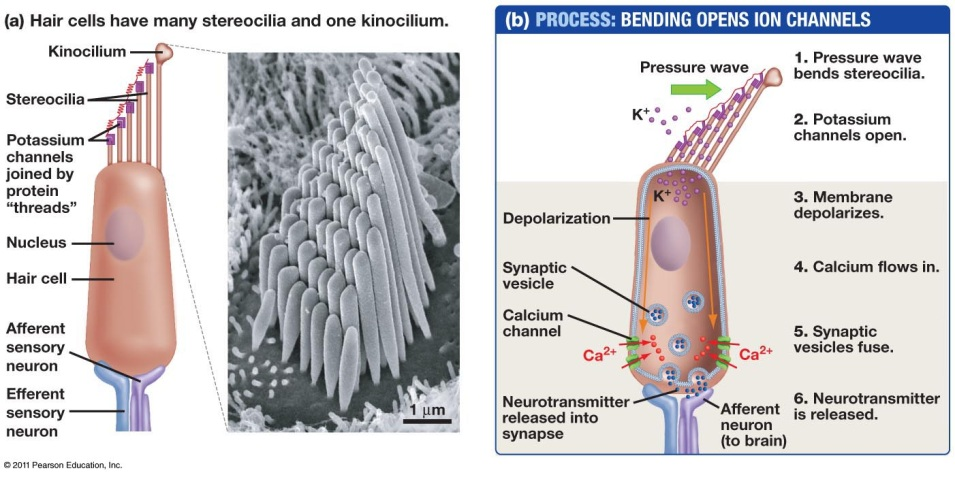 (a) Hair cells have many stereocilia and one kinocilium.
Kinocilium
Stereocilia
Potassium
channels
joined by
protein
“threads”
Nucleus
Hair cell
Afferent
sensory
neuron
Efferent
sensory
neuron
1 µm
(b) PROCESS: BENDING OPENS ION CHANNELS
Pressure wave
K+
K+
Depolarization
Synaptic
vesicle
Calcium
channel
Ca2+
Ca2+
Neurotransmitter
released into
synapse
Afferent
neuron
(to brain)
1. Pressure wave
bends stereocilia.
2. Potassium
channels open.
3. Membrane
depolarizes.
4. Calcium flows in.
5. Synaptic
vesicles fuse.
6. Neurotransmitter
is released.
© 2011 Pearson Education, Inc.